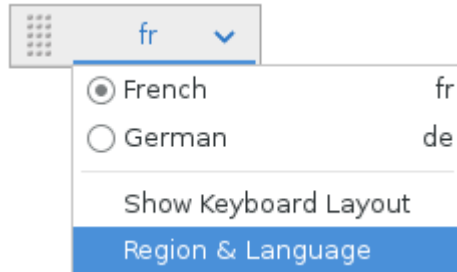 fr
French fr
German de
Show Keyboard Layout
Region & Language